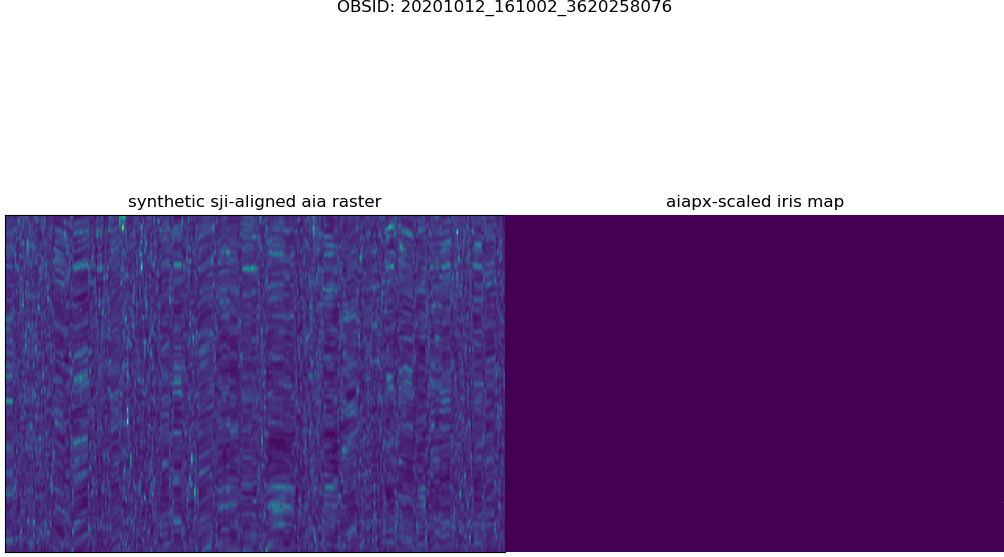 OBSID: 20201012_161002_3620258076
synthetic sji-aligned aia raster
aiapx-scaled iris map